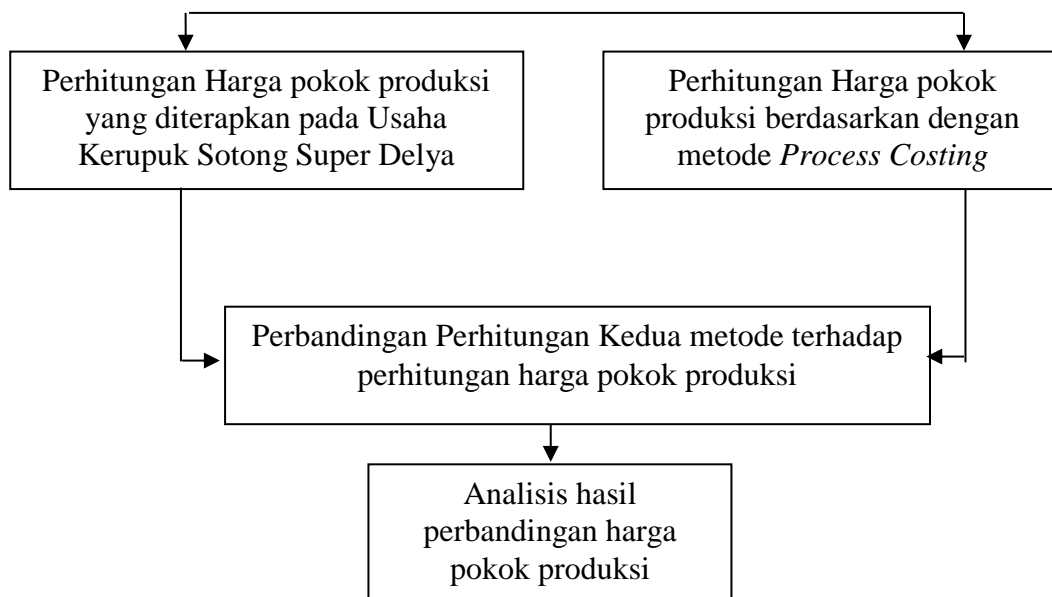 Perhitungan Harga pokok produksi
yang diterapkan pada Usaha
Kerupuk Sotong Super Delya
Perhitungan Harga pokok
produksi berdasarkan dengan
metode Process Costing
Perbandingan Perhitungan Kedua metode terhadap
perhitungan harga pokok produksi
Analisis hasil
perbandingan harga
pokok produksi